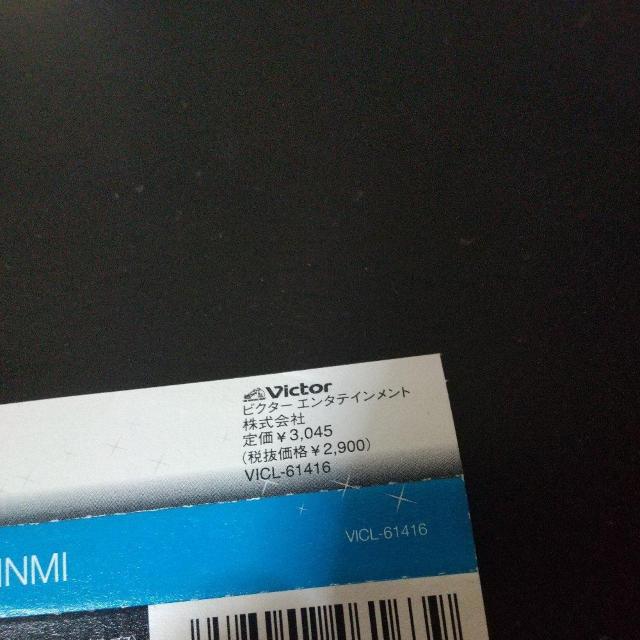 Victor
ビクター エンタテインメント
株式会社
定価￥3,045
(税抜価格￥2,900)
VICL-61416
VICL-61416
INMI